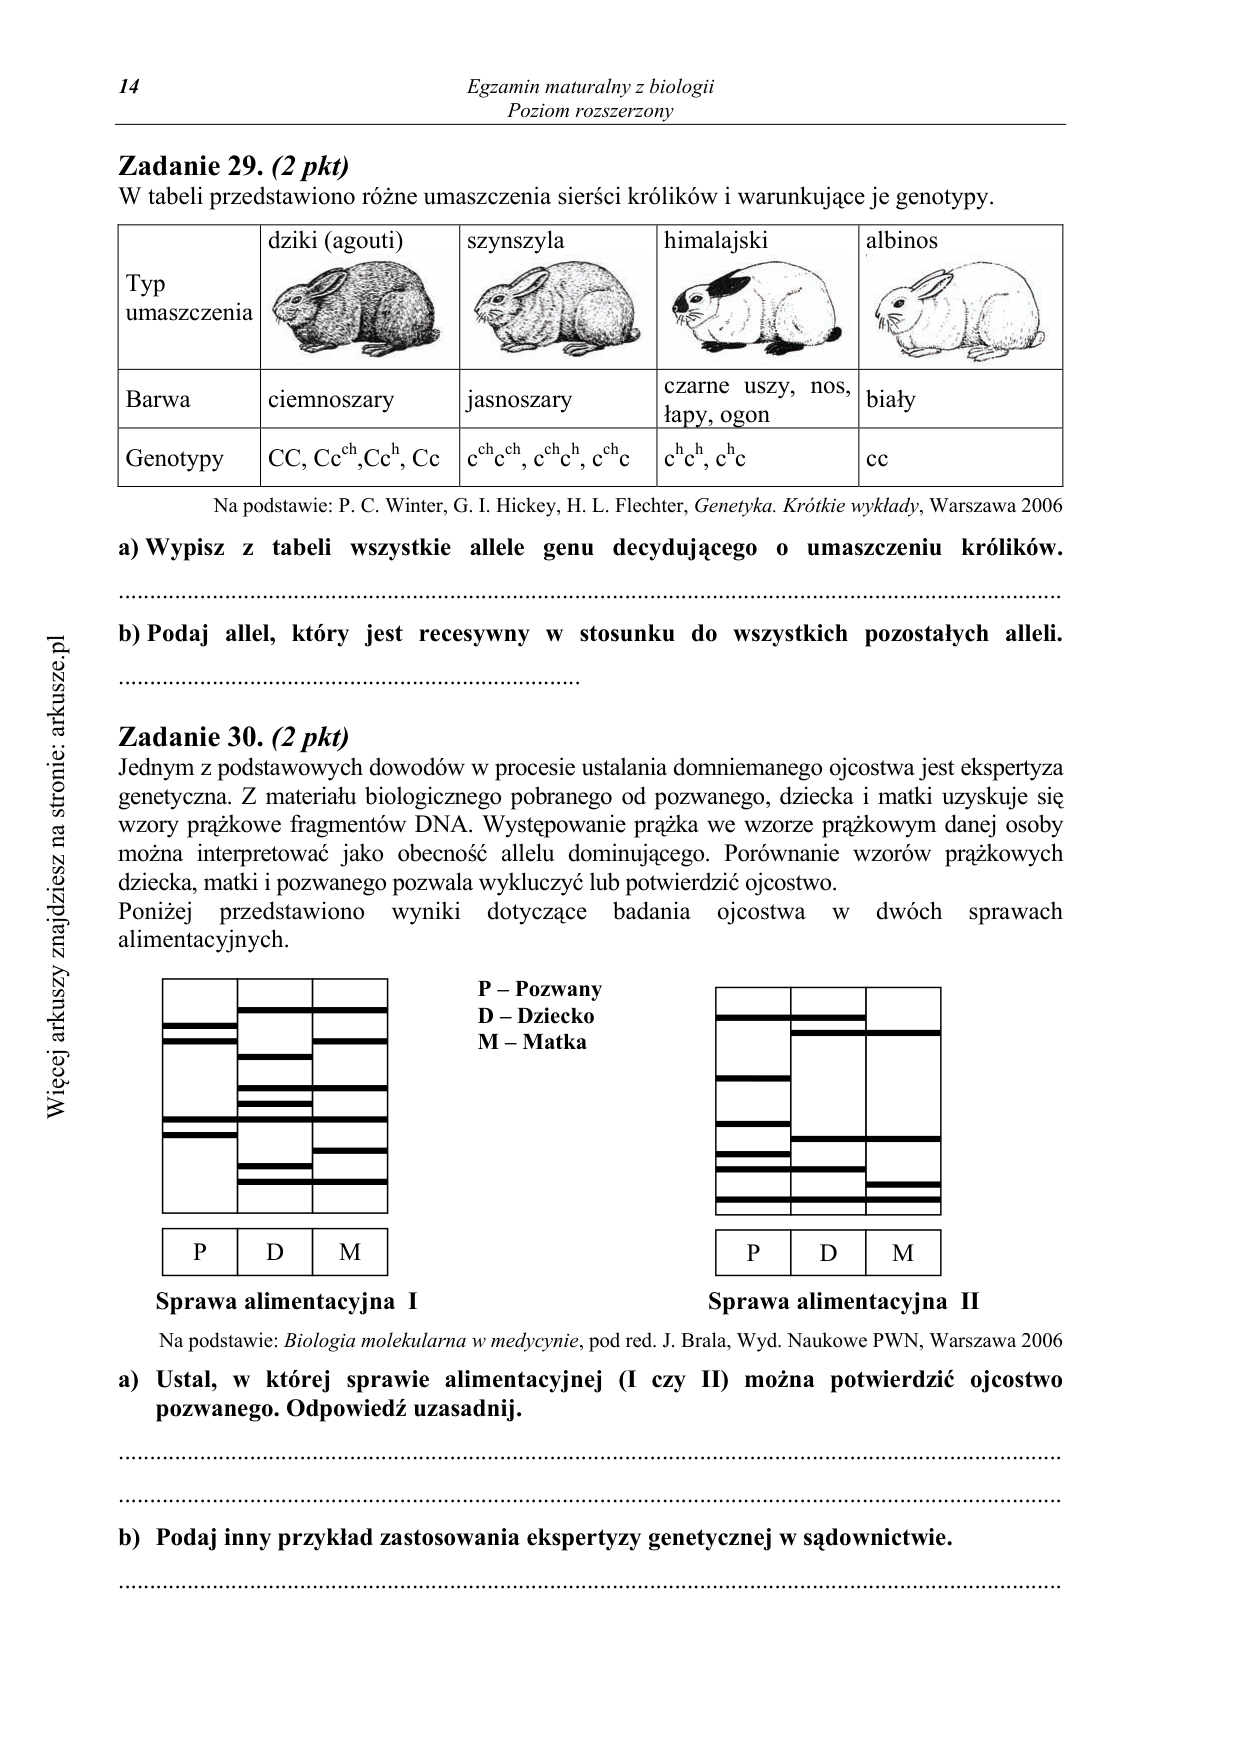 14
Egzamin maturalny z biologii
Poziom rozszerzony
Zadanie 29. (2 pkt)
W tabeli przedstawiono różne umaszczenia sierści królików i warunkujące je genotypy.
Typ umaszczenia
dziki (agouti)
szynszyla
himalajski
albinos
Barwa
ciemnoszary
jasnoszary
czarne uszy, nos,
łapy, ogon
biały
Genotypy
CC, Cc^ch,Cc^h, Cc
c^chc^ch, c^chc^h, c^chc
c^hc^h, c^hc
cc
Na podstawie: P. C. Winter, G. I. Hickey, H. L. Flechter, Genetyka. Krótkie wykłady, Warszawa 2006
a) Wypisz z tabeli wszystkie allele genu decydującego o umaszczeniu królików.
b) Podaj allel, który jest recesywny w stosunku do wszystkich pozostałych alleli.
Zadanie 30. (2 pkt)
Jednym z podstawowych dowodów w procesie ustalania domniemanego ojcostwa jest ekspertyza
genetyczna. Z materiału biologicznego pobranego od pozwanego, dziecka i matki uzyskuje się
wzory prążkowe fragmentów DNA. Występowanie prążka we wzorze prążkowym danej osoby
można interpretować jako obecność allelu dominującego. Porównanie wzorów prążkowych
dziecka, matki i pozwanego pozwala wykluczyć lub potwierdzić ojcostwo.
Poniżej przedstawiono wyniki dotyczące badania ojcostwa w dwóch sprawach
alimentacyjnych.
P – Pozwany
D – Dziecko
M – Matka
P D M
P D M
Sprawa alimentacyjna I
Sprawa alimentacyjna II
Na podstawie: Biologia molekularna w medycynie, pod red. J. Brala, Wyd. Naukowe PWN, Warszawa 2006
a) Ustal, w której sprawie alimentacyjnej (I czy II) można potwierdzić ojcostwo
pozwanego. Odpowiedź uzasadnij.
b) Podaj inny przykład zastosowania ekspertyzy genetycznej w sądownictwie.
Więcej arkuszy znajdziesz na stronie: arkusze.pl